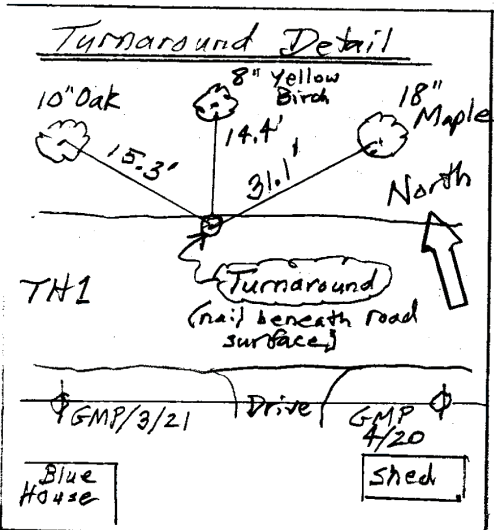 Turnaround Detail
10" Oak
8" Yellow
Birch
18"
Maple
15.3'
14.4'
31.1'
North
TH1
Turnaround
(nail beneath road
surface)
GMP/3/21
Drive
GMP
4/20
Blue
House
Shed